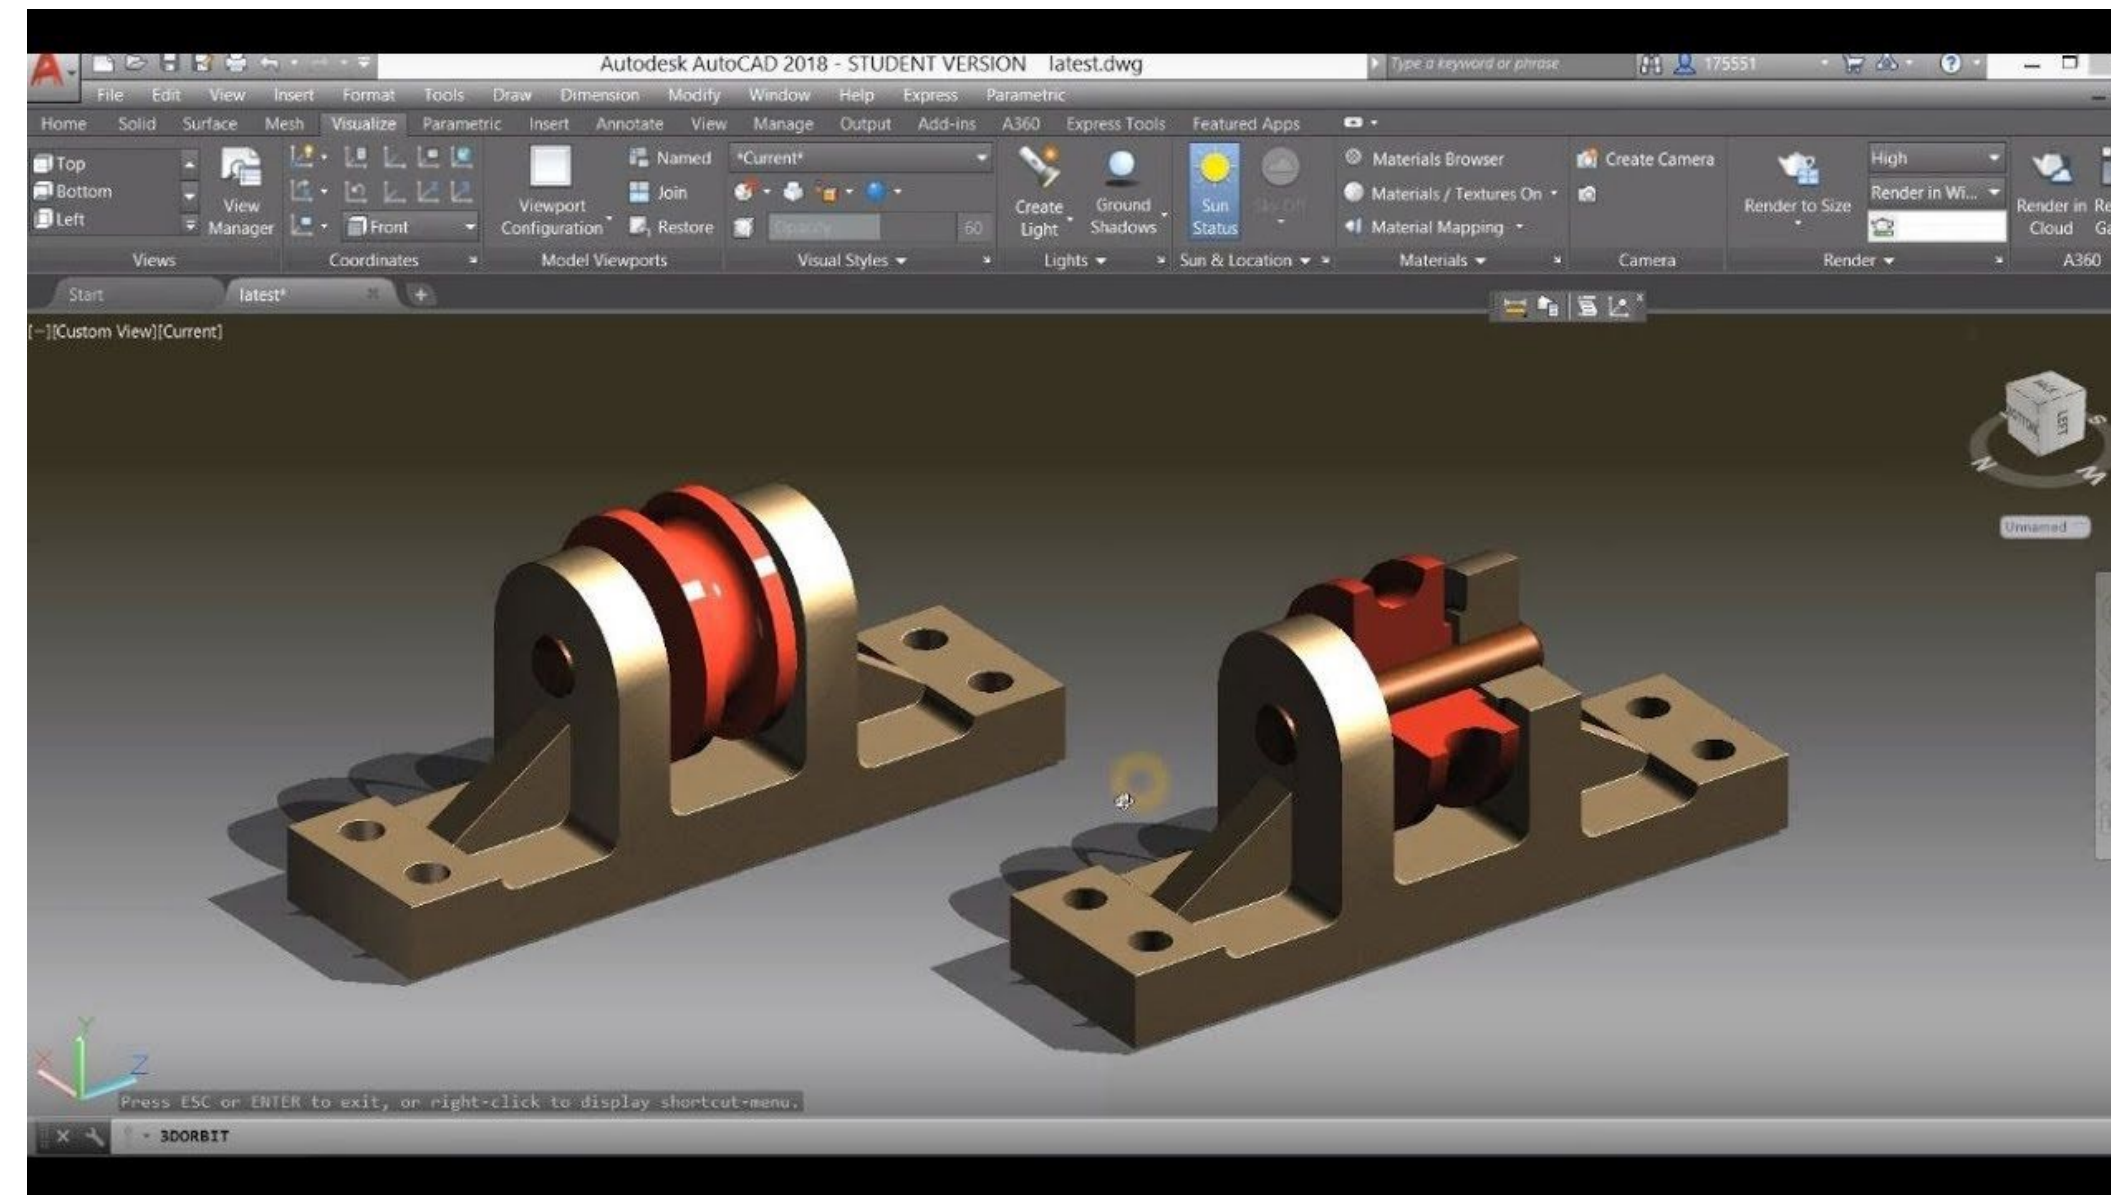 Autodesk AutoCAD 2018 - STUDENT VERSION latest.dwg
Type a keyword or phrase
175551
File Edit View Insert Format Tools Draw Dimension Modify Window Help Express Parametric
Home Solid Surface Mesh Visualize Parametric Insert Annotate View Manage Output Add-ins A360 Express Tools Featured Apps
Top
Bottom
Left
View
Manager
Front
Viewport
Configuration
Named
Join
Restore
*Current*
Opacity 60
Create
Light
Ground
Shadows
Sun
Status
Sky Off
Materials Browser
Materials / Textures On
Material Mapping
Create Camera
Render to Size
High
Render in Wi...
Render in
Cloud
Views Coordinates Model Viewports Visual Styles Lights Sun & Location Materials Camera Render A360
Start latest*
[-][Custom View][Current]
BACK
BOTTOM
LEFT
N
S
W
Unnamed
Y
X
Z
Press ESC or ENTER to exit, or right-click to display shortcut-menu.
3DORBIT